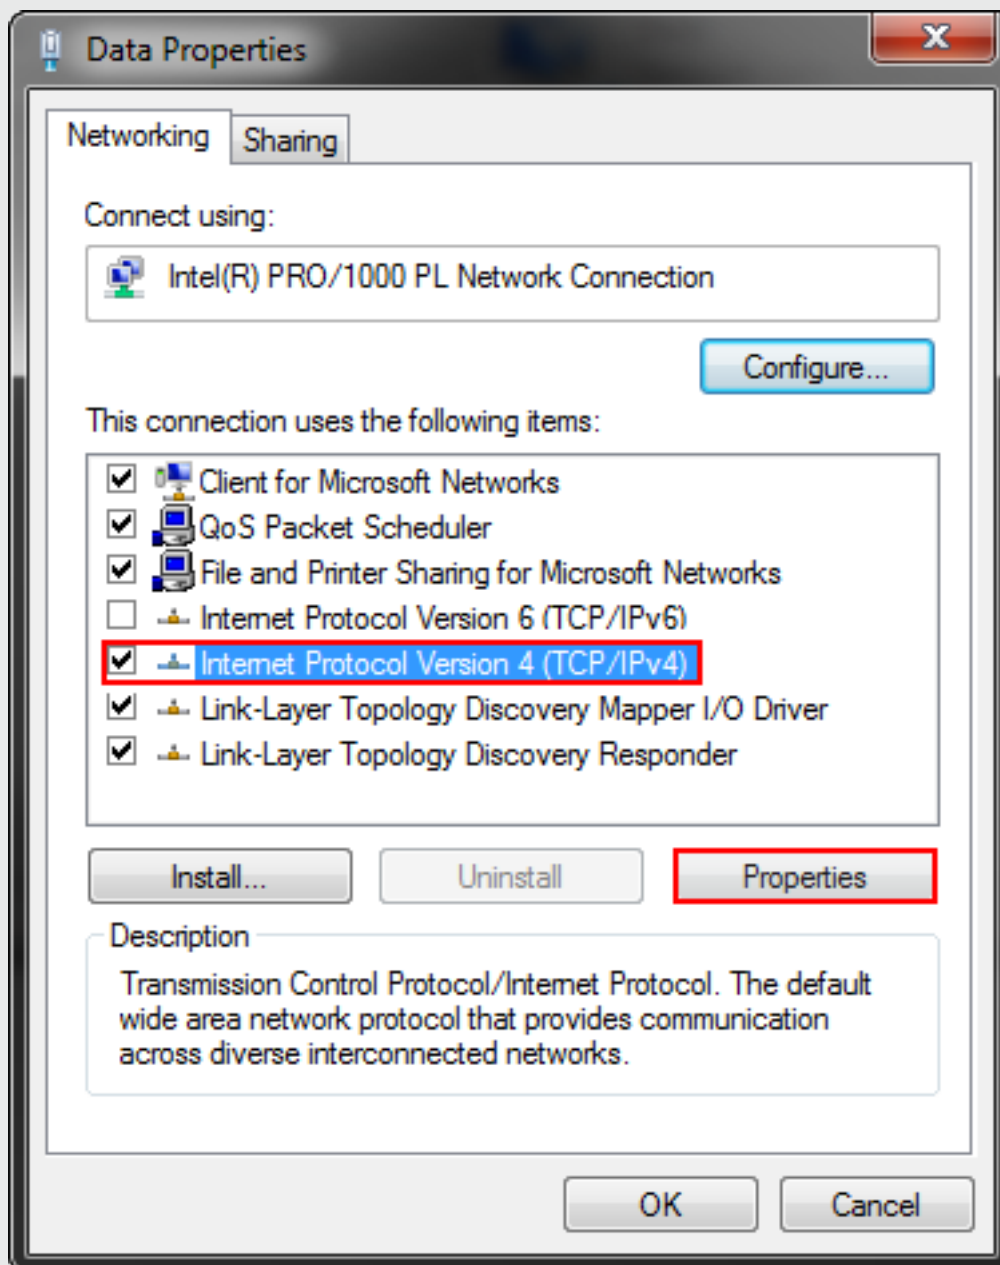 Data Properties
Networking
Sharing
Connect using:
Intel(R) PRO/1000 PL Network Connection
Configure...
This connection uses the following items:
Client for Microsoft Networks
QoS Packet Scheduler
File and Printer Sharing for Microsoft Networks
Internet Protocol Version 6 (TCP/IPv6)
Internet Protocol Version 4 (TCP/IPv4)
Link-Layer Topology Discovery Mapper I/O Driver
Link-Layer Topology Discovery Responder
Install...
Uninstall
Properties
Description
Transmission Control Protocol/Internet Protocol. The default
wide area network protocol that provides communication
across diverse interconnected networks.
OK
Cancel